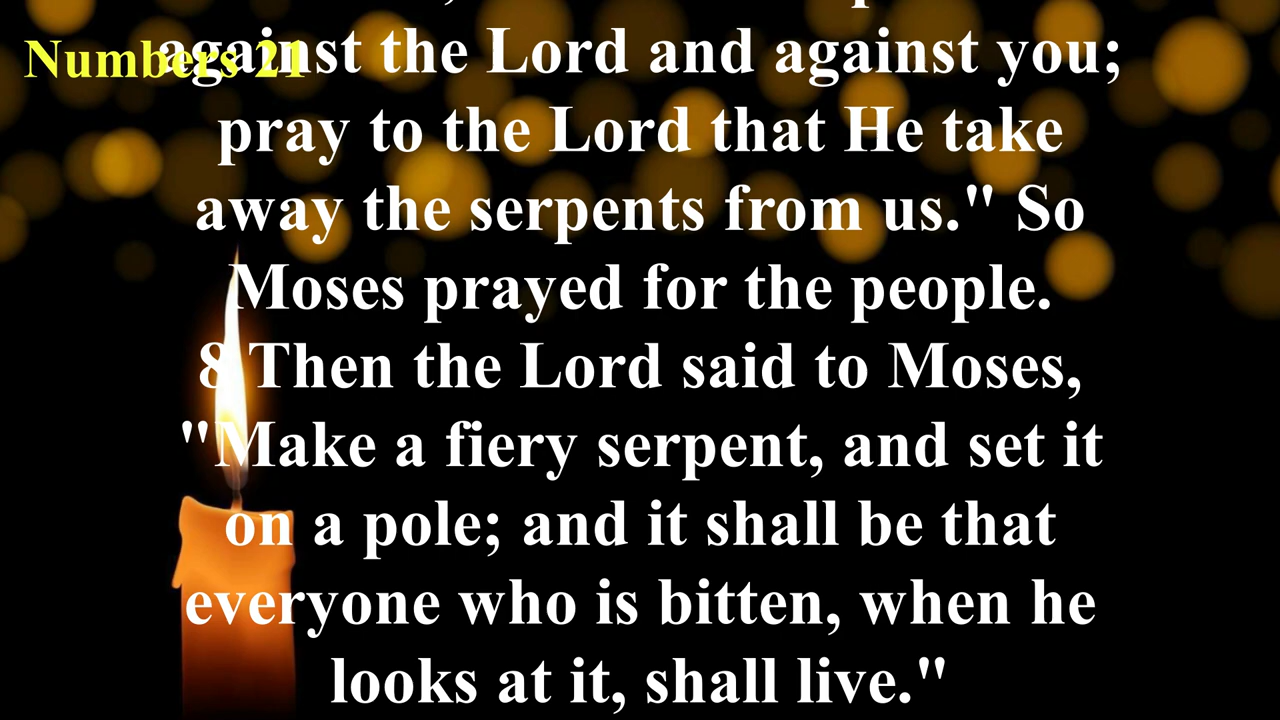 Numbers 21
against the Lord and against you;
pray to the Lord that He take
away the serpents from us." So
Moses prayed for the people.
8 Then the Lord said to Moses,
"Make a fiery serpent, and set it
on a pole; and it shall be that
everyone who is bitten, when he
looks at it, shall live."